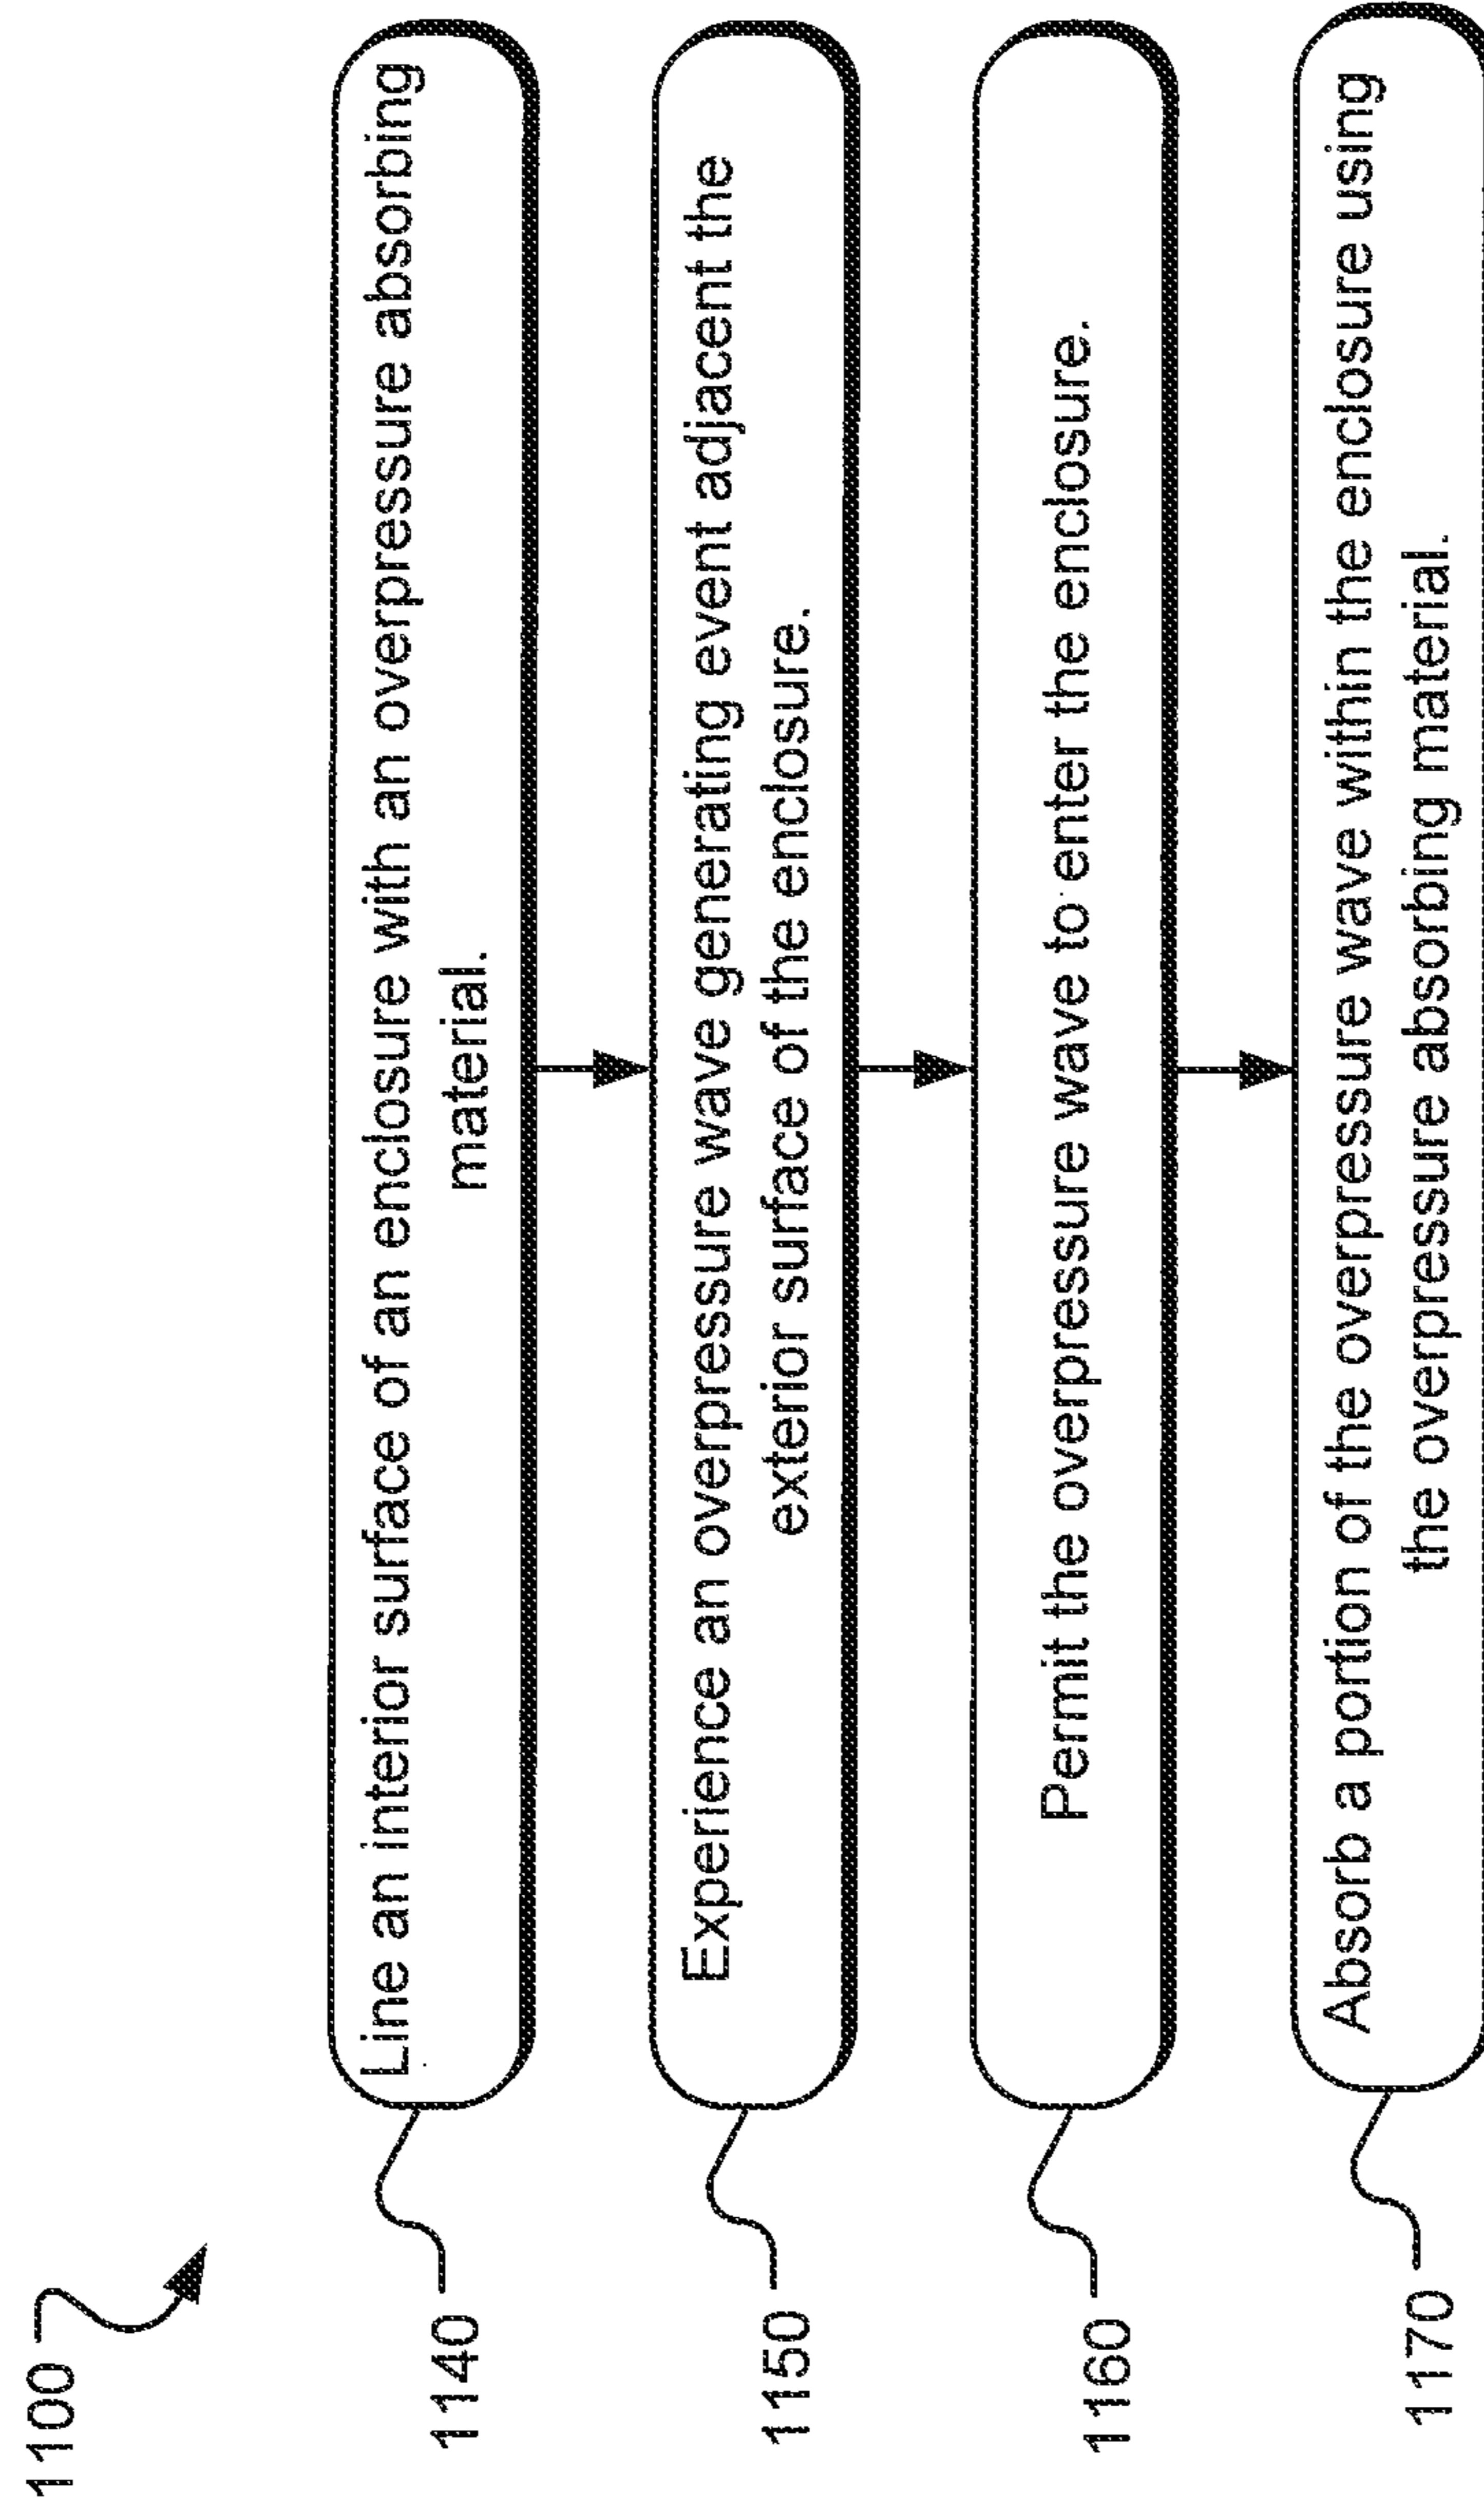 1100
1140
Line an interior surface of an enclosure with an overpressure absorbing
material.
1150
Experience an overpressure wave generating event adjacent the
exterior surface of the enclosure.
1160
Permit the overpressure wave to enter the enclosure.
1170
Absorb a portion of the overpressure wave within the enclosure using
the overpressure absorbing material.